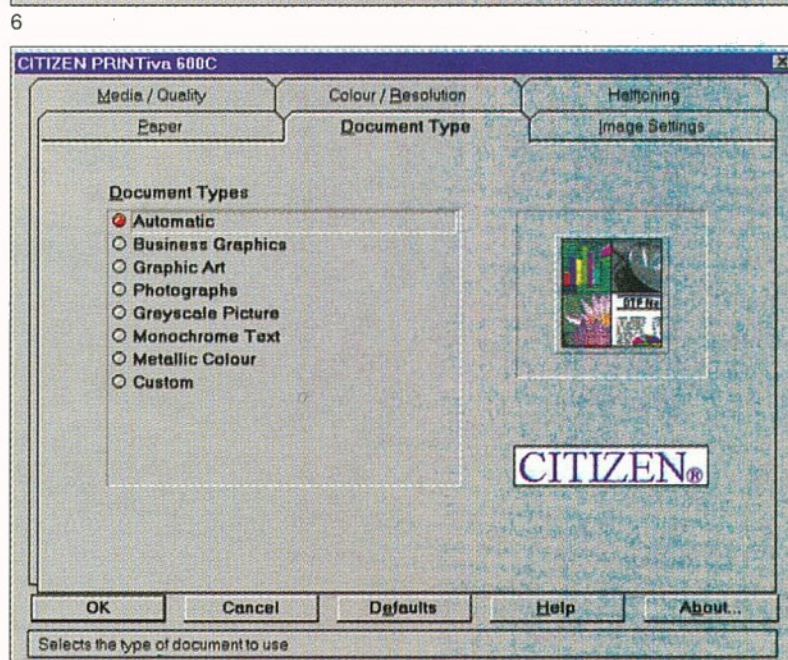 6
CITIZEN PRINTiva 600C
Media / Quality Colour / Resolution Halftoning
Paper Document Type Image Settings
Document Types
Automatic
Business Graphics
Graphic Art
Photographs
Greyscale Picture
Monochrome Text
Metallic Colour
Custom
DTP Ne
CITIZEN®
OK Cancel Defaults Help About...
Selects the type of document to use